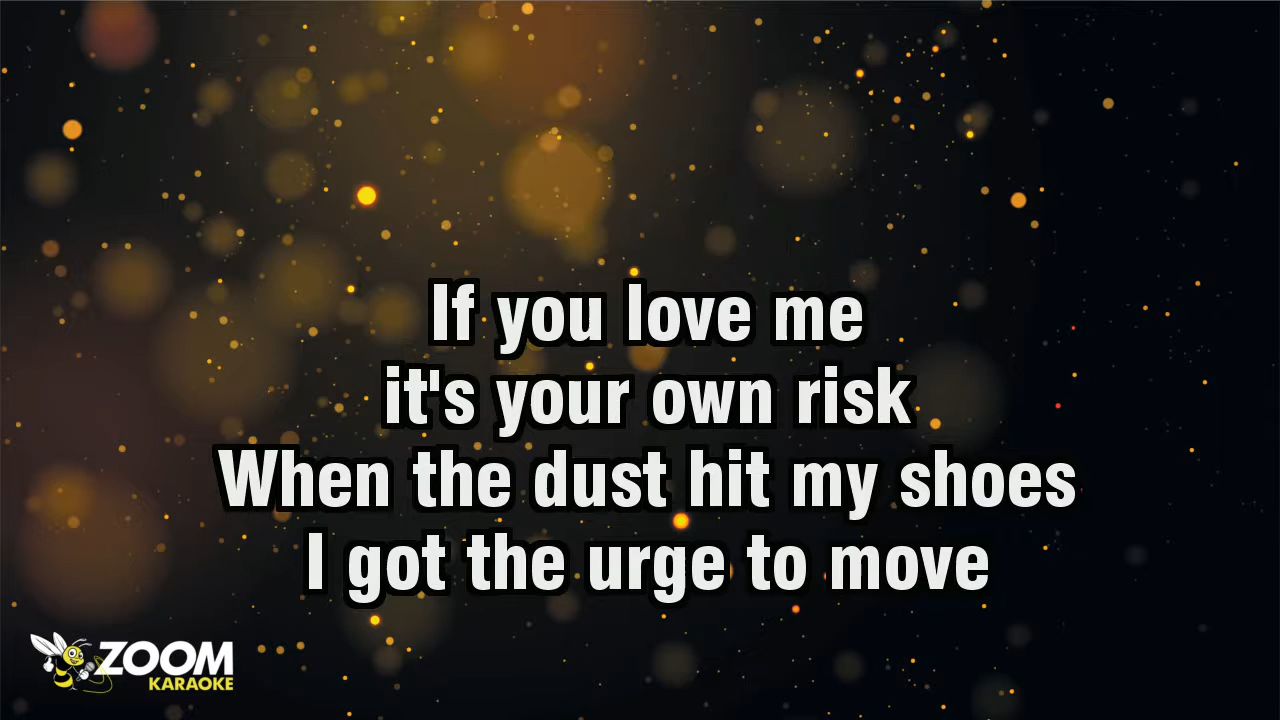 If you love me
it's your own risk
When the dust hit my shoes
I got the urge to move
ZOOM
KARAOKE